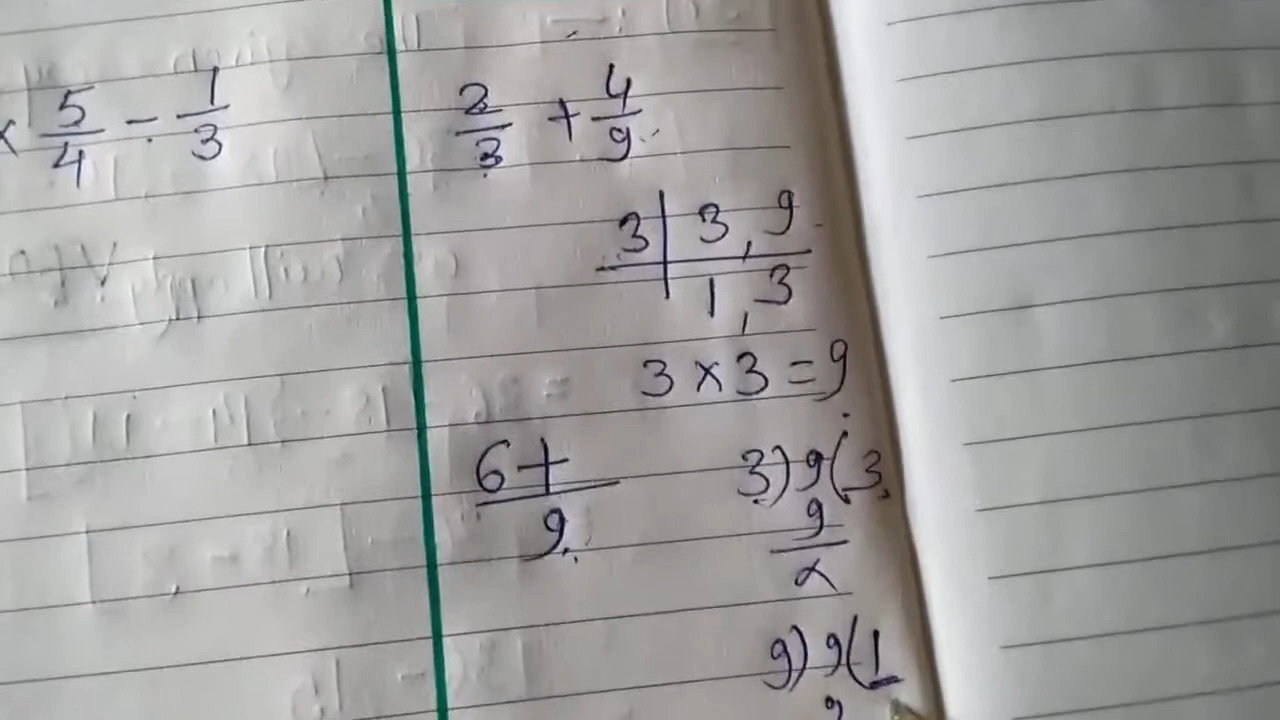 × 5/4 ÷ 1/3
2/3 + 4/9
3 | 3, 9
1, 3
3 × 3 = 9
6 +
9
3) 9 (3
9
×
9) 9 (1
9